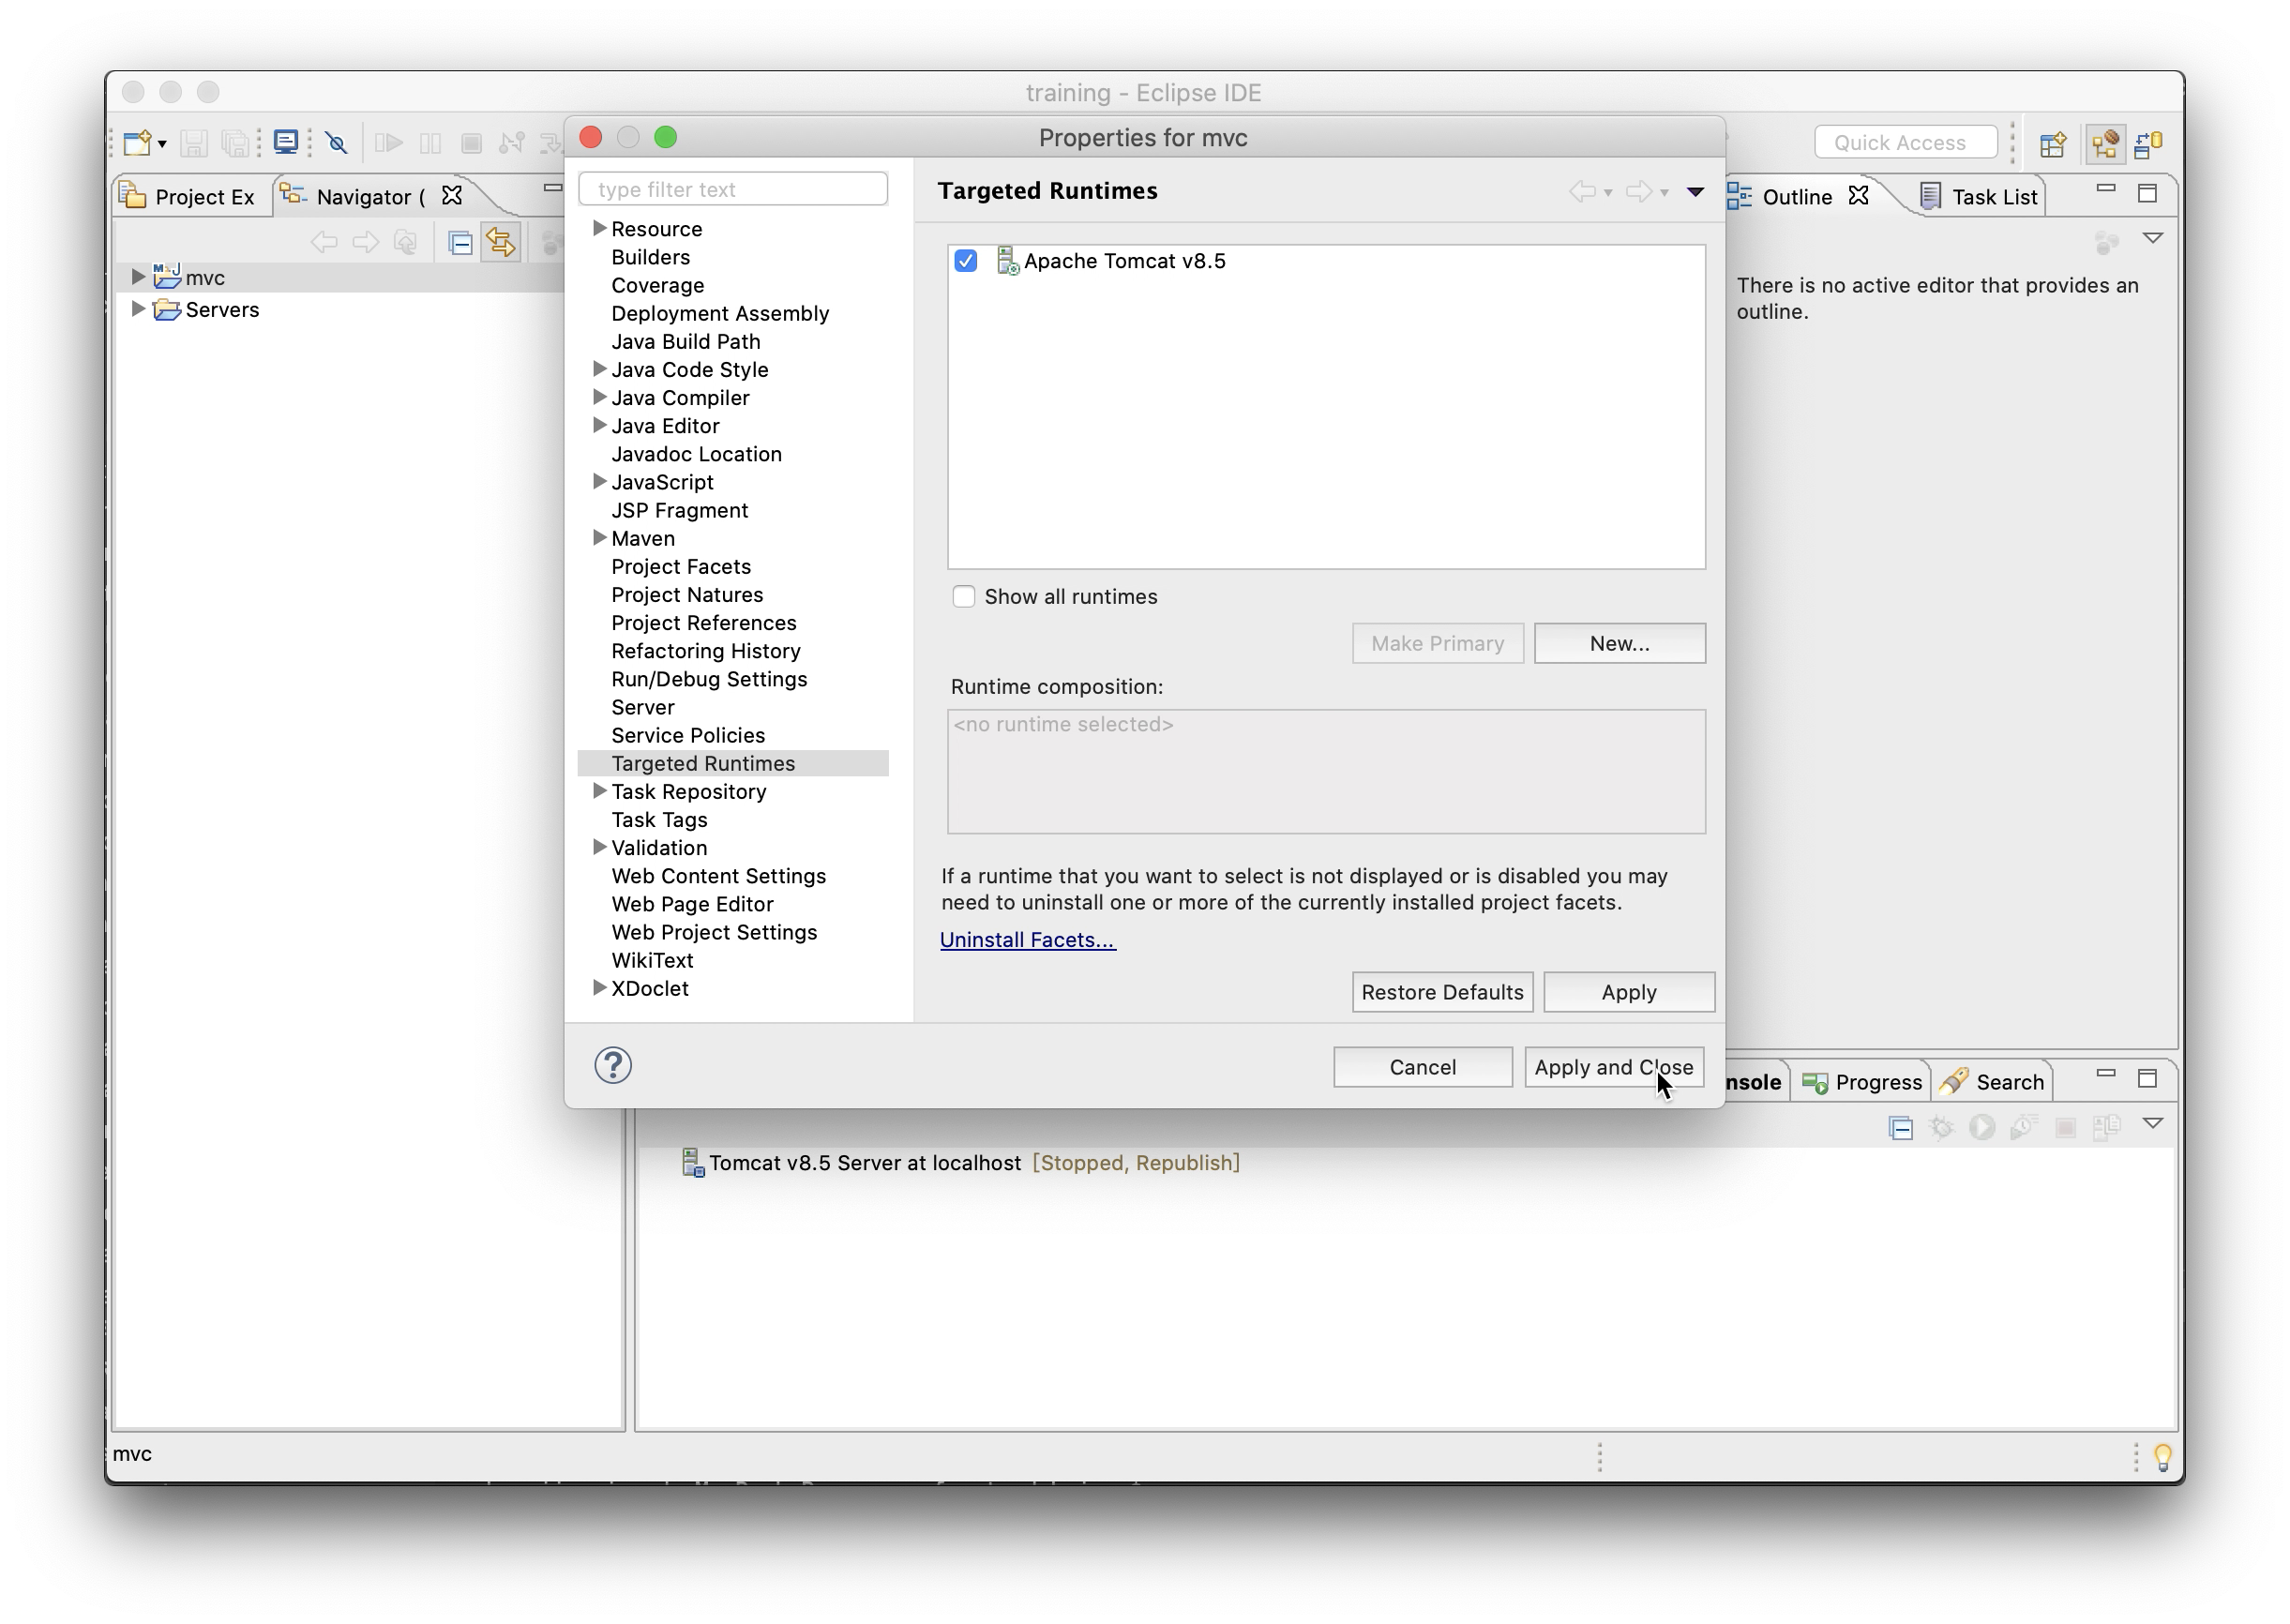 training - Eclipse IDE
Quick Access
Project Ex
Navigator (
mvc
Servers
Properties for mvc
type filter text
Resource
Builders
Coverage
Deployment Assembly
Java Build Path
Java Code Style
Java Compiler
Java Editor
Javadoc Location
JavaScript
JSP Fragment
Maven
Project Facets
Project Natures
Project References
Refactoring History
Run/Debug Settings
Server
Service Policies
Targeted Runtimes
Task Repository
Task Tags
Validation
Web Content Settings
Web Page Editor
Web Project Settings
WikiText
XDoclet
Targeted Runtimes
Apache Tomcat v8.5
Show all runtimes
Make Primary
New...
Runtime composition:
<no runtime selected>
If a runtime that you want to select is not displayed or is disabled you may
need to uninstall one or more of the currently installed project facets.
Uninstall Facets...
Restore Defaults
Apply
Cancel
Apply and Close
Outline
Task List
There is no active editor that provides an
outline.
nsole
Progress
Search
Tomcat v8.5 Server at localhost [Stopped, Republish]
mvc